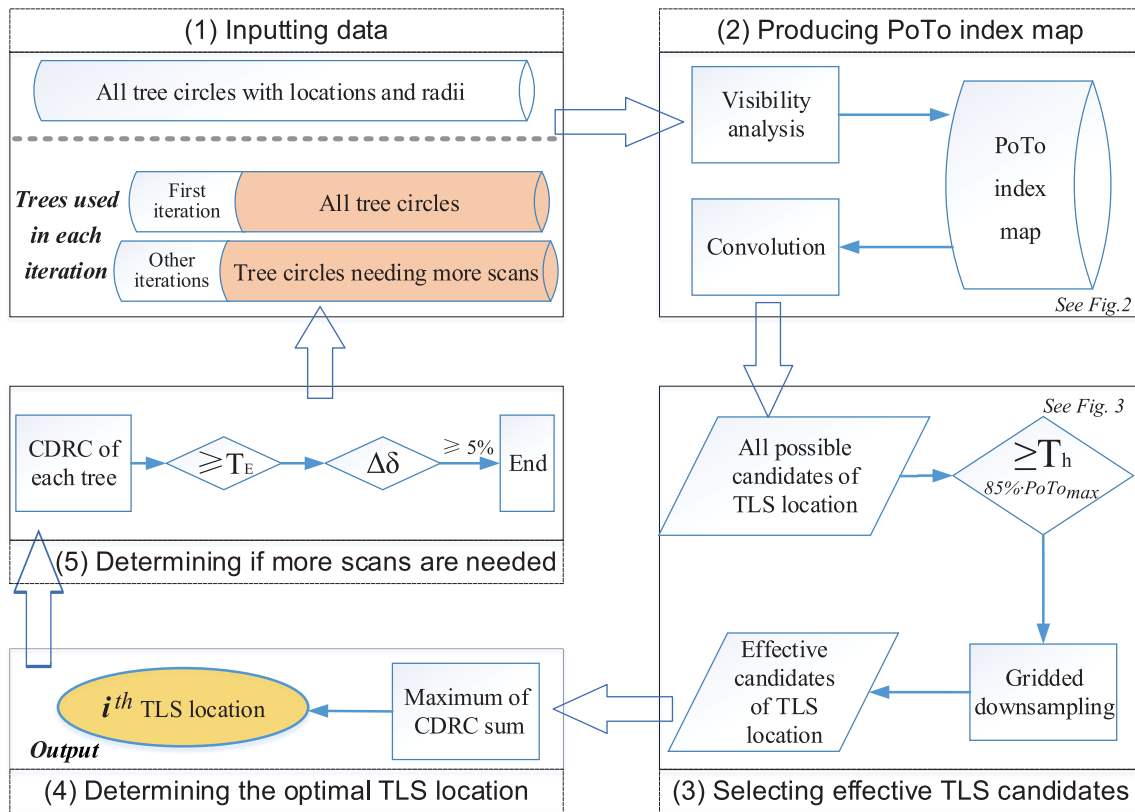 (1) Inputting data
All tree circles with locations and radii
Trees used
in each
iteration
First
iteration
All tree circles
Other
iterations
Tree circles needing more scans
(2) Producing PoTo index map
Visibility
analysis
PoTo
index
map
Convolution
See Fig.2
See Fig. 3
All possible
candidates of
TLS location
≥Th
85%·PoTomax
Gridded
downsampling
Effective
candidates
of TLS
location
(3) Selecting effective TLS candidates
Maximum of
CDRC sum
ith TLS location
Output
(4) Determining the optimal TLS location
CDRC of
each tree
≥TE
Δδ
≥ 5%
End
(5) Determining if more scans are needed